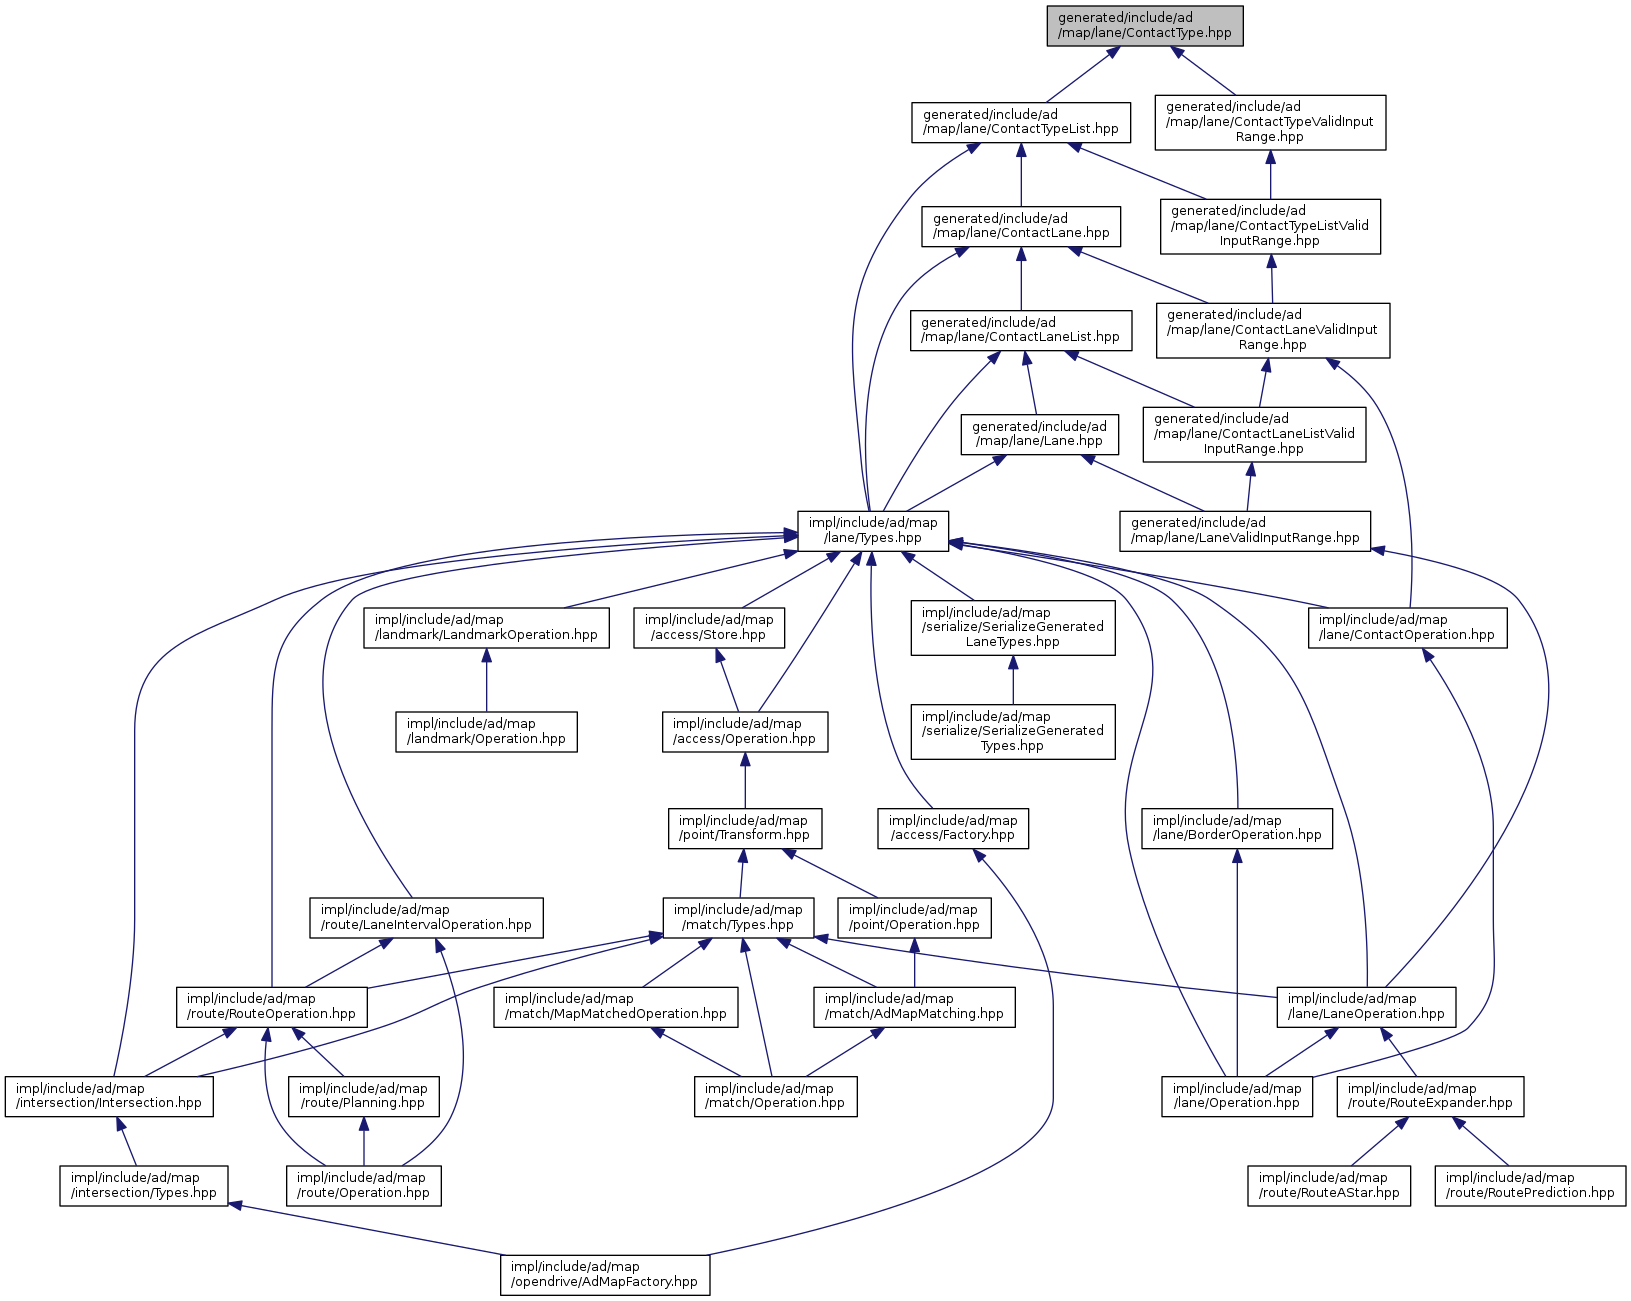 generated/include/ad
/map/lane/ContactType.hpp
generated/include/ad
/map/lane/ContactTypeList.hpp
generated/include/ad
/map/lane/ContactTypeValidInput
Range.hpp
generated/include/ad
/map/lane/ContactLane.hpp
generated/include/ad
/map/lane/ContactTypeListValid
InputRange.hpp
generated/include/ad
/map/lane/ContactLaneList.hpp
generated/include/ad
/map/lane/ContactLaneValidInput
Range.hpp
generated/include/ad
/map/lane/Lane.hpp
generated/include/ad
/map/lane/ContactLaneListValid
InputRange.hpp
impl/include/ad/map
/lane/Types.hpp
generated/include/ad
/map/lane/LaneValidInputRange.hpp
impl/include/ad/map
/landmark/LandmarkOperation.hpp
impl/include/ad/map
/access/Store.hpp
impl/include/ad/map
/serialize/SerializeGenerated
LaneTypes.hpp
impl/include/ad/map
/lane/ContactOperation.hpp
impl/include/ad/map
/landmark/Operation.hpp
impl/include/ad/map
/access/Operation.hpp
impl/include/ad/map
/serialize/SerializeGenerated
Types.hpp
impl/include/ad/map
/point/Transform.hpp
impl/include/ad/map
/access/Factory.hpp
impl/include/ad/map
/lane/BorderOperation.hpp
impl/include/ad/map
/route/LaneIntervalOperation.hpp
impl/include/ad/map
/match/Types.hpp
impl/include/ad/map
/point/Operation.hpp
impl/include/ad/map
/route/RouteOperation.hpp
impl/include/ad/map
/match/MapMatchedOperation.hpp
impl/include/ad/map
/match/AdMapMatching.hpp
impl/include/ad/map
/lane/LaneOperation.hpp
impl/include/ad/map
/intersection/Intersection.hpp
impl/include/ad/map
/route/Planning.hpp
impl/include/ad/map
/match/Operation.hpp
impl/include/ad/map
/lane/Operation.hpp
impl/include/ad/map
/route/RouteExpander.hpp
impl/include/ad/map
/intersection/Types.hpp
impl/include/ad/map
/route/Operation.hpp
impl/include/ad/map
/route/RouteAStar.hpp
impl/include/ad/map
/route/RoutePrediction.hpp
impl/include/ad/map
/opendrive/AdMapFactory.hpp